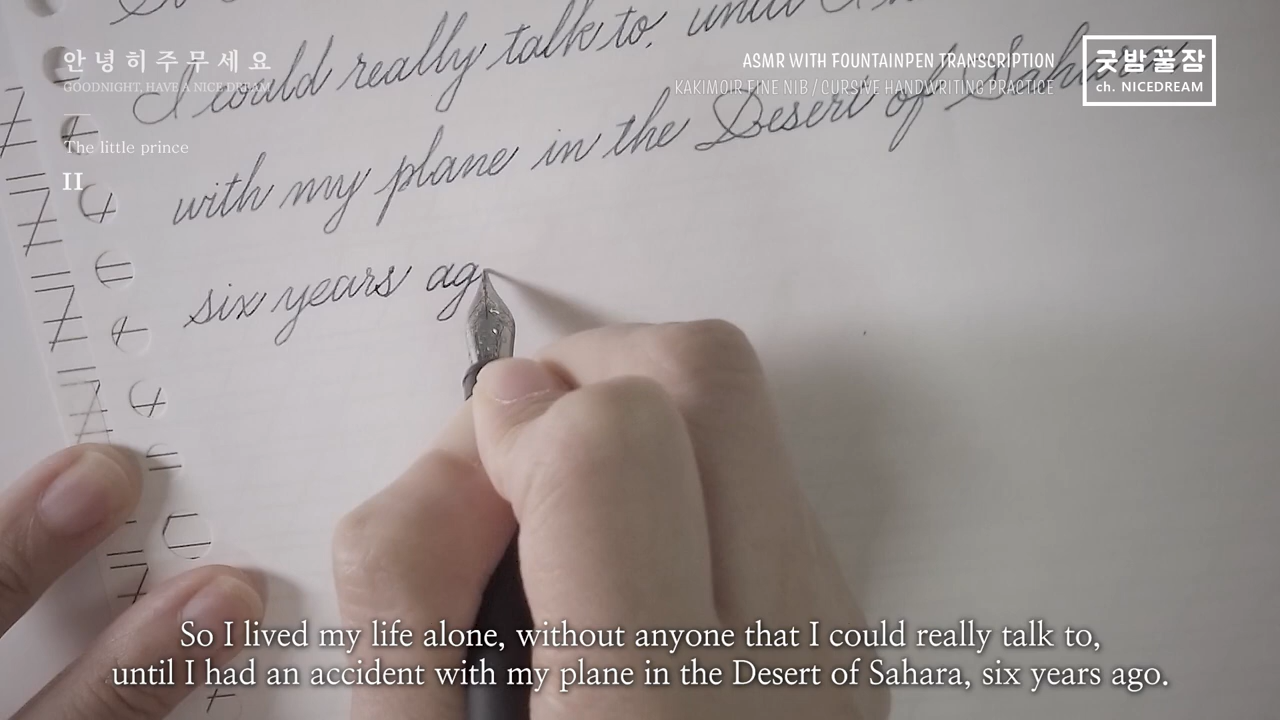 안녕히주무세요
GOODNIGHT, HAVE A NICE DREAM
The little prince
II
ASMR WITH FOUNTAINPEN TRANSCRIPTION
KAKIMOIR FINE NIB / CURSIVE HANDWRITING PRACTICE
굿밤꿀잠
ch. NICEDREAM
So
I could really talk to, until I h
with my plane in the Desert of Sahara
six years ag
So I lived my life alone, without anyone that I could really talk to,
until I had an accident with my plane in the Desert of Sahara, six years ago.